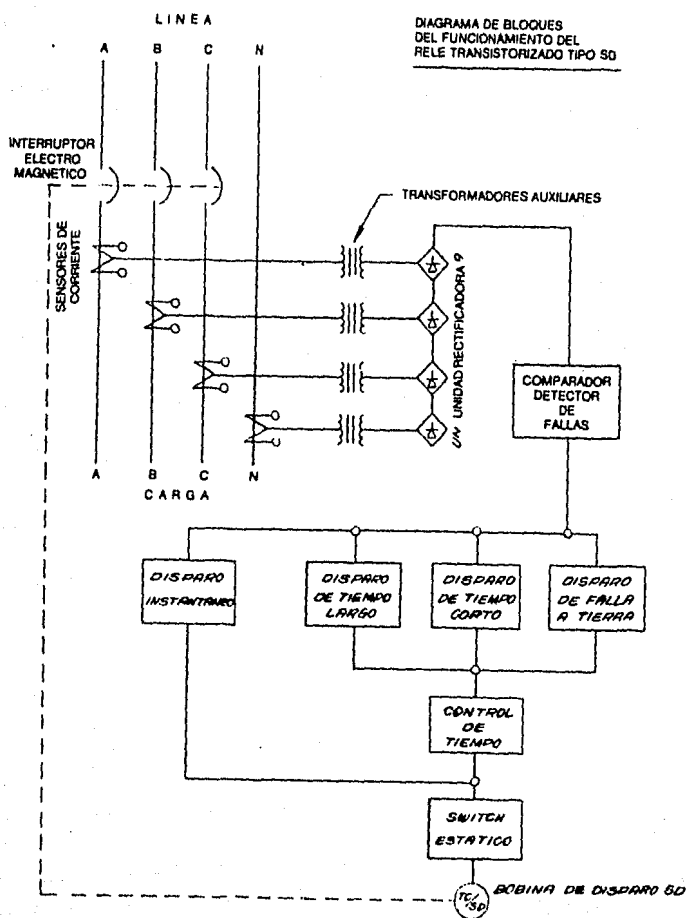 LINEA
DIAGRAMA DE BLOQUES
DEL FUNCIONAMIENTO DEL
RELE TRANSISTORIZADO TIPO SD
A B C N
INTERRUPTOR
ELECTRO
MAGNETICO
TRANSFORMADORES AUXILIARES
SENSORES DE
CORRIENTE
UNIDAD RECTIFICADORA
COMPARADOR
DETECTOR
DE
FALLAS
A B C N
CARGA
DISPARO
INSTANTANEO
DISPARO
DE TIEMPO
LARGO
DISPARO
DE TIEMPO
CORTO
DISPARO
DE FALLA
A TIERRA
CONTROL
DE
TIEMPO
SWITCH
ESTATICO
TC/
SD
BOBINA DE DISPARO SD